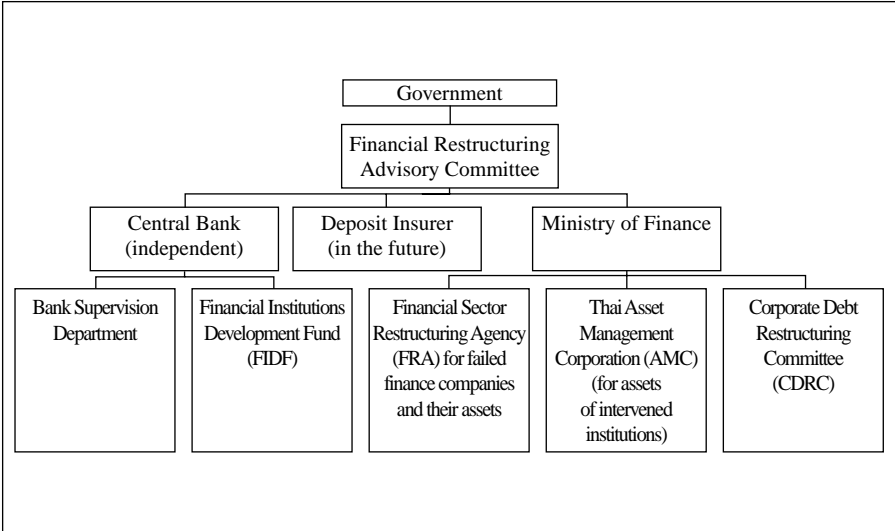 Government
Financial Restructuring
Advisory Committee
Central Bank
(independent)
Deposit Insurer
(in the future)
Ministry of Finance
Bank Supervision
Department
Financial Institutions
Development Fund
(FIDF)
Financial Sector
Restructuring Agency
(FRA) for failed
finance companies
and their assets
Thai Asset
Management
Corporation (AMC)
(for assets
of intervened
institutions)
Corporate Debt
Restructuring
Committee
(CDRC)